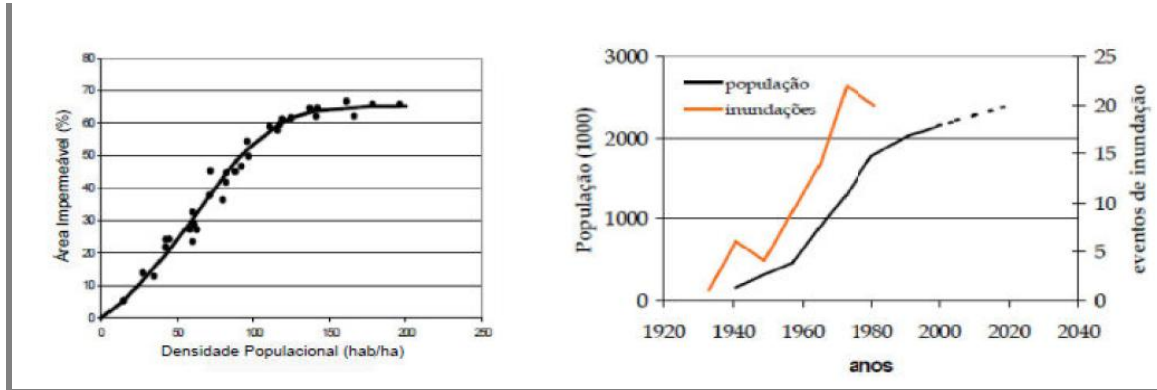 80
70
60
50
40
30
20
10
0
Área Impermeável (%)
0 50 100 150 200 250
Densidade Populacional (hab/ha)
3000
2000
1000
0
População (1000)
população
inundações
25
20
15
10
5
0
eventos de inundação
1920 1940 1960 1980 2000 2020 2040
anos